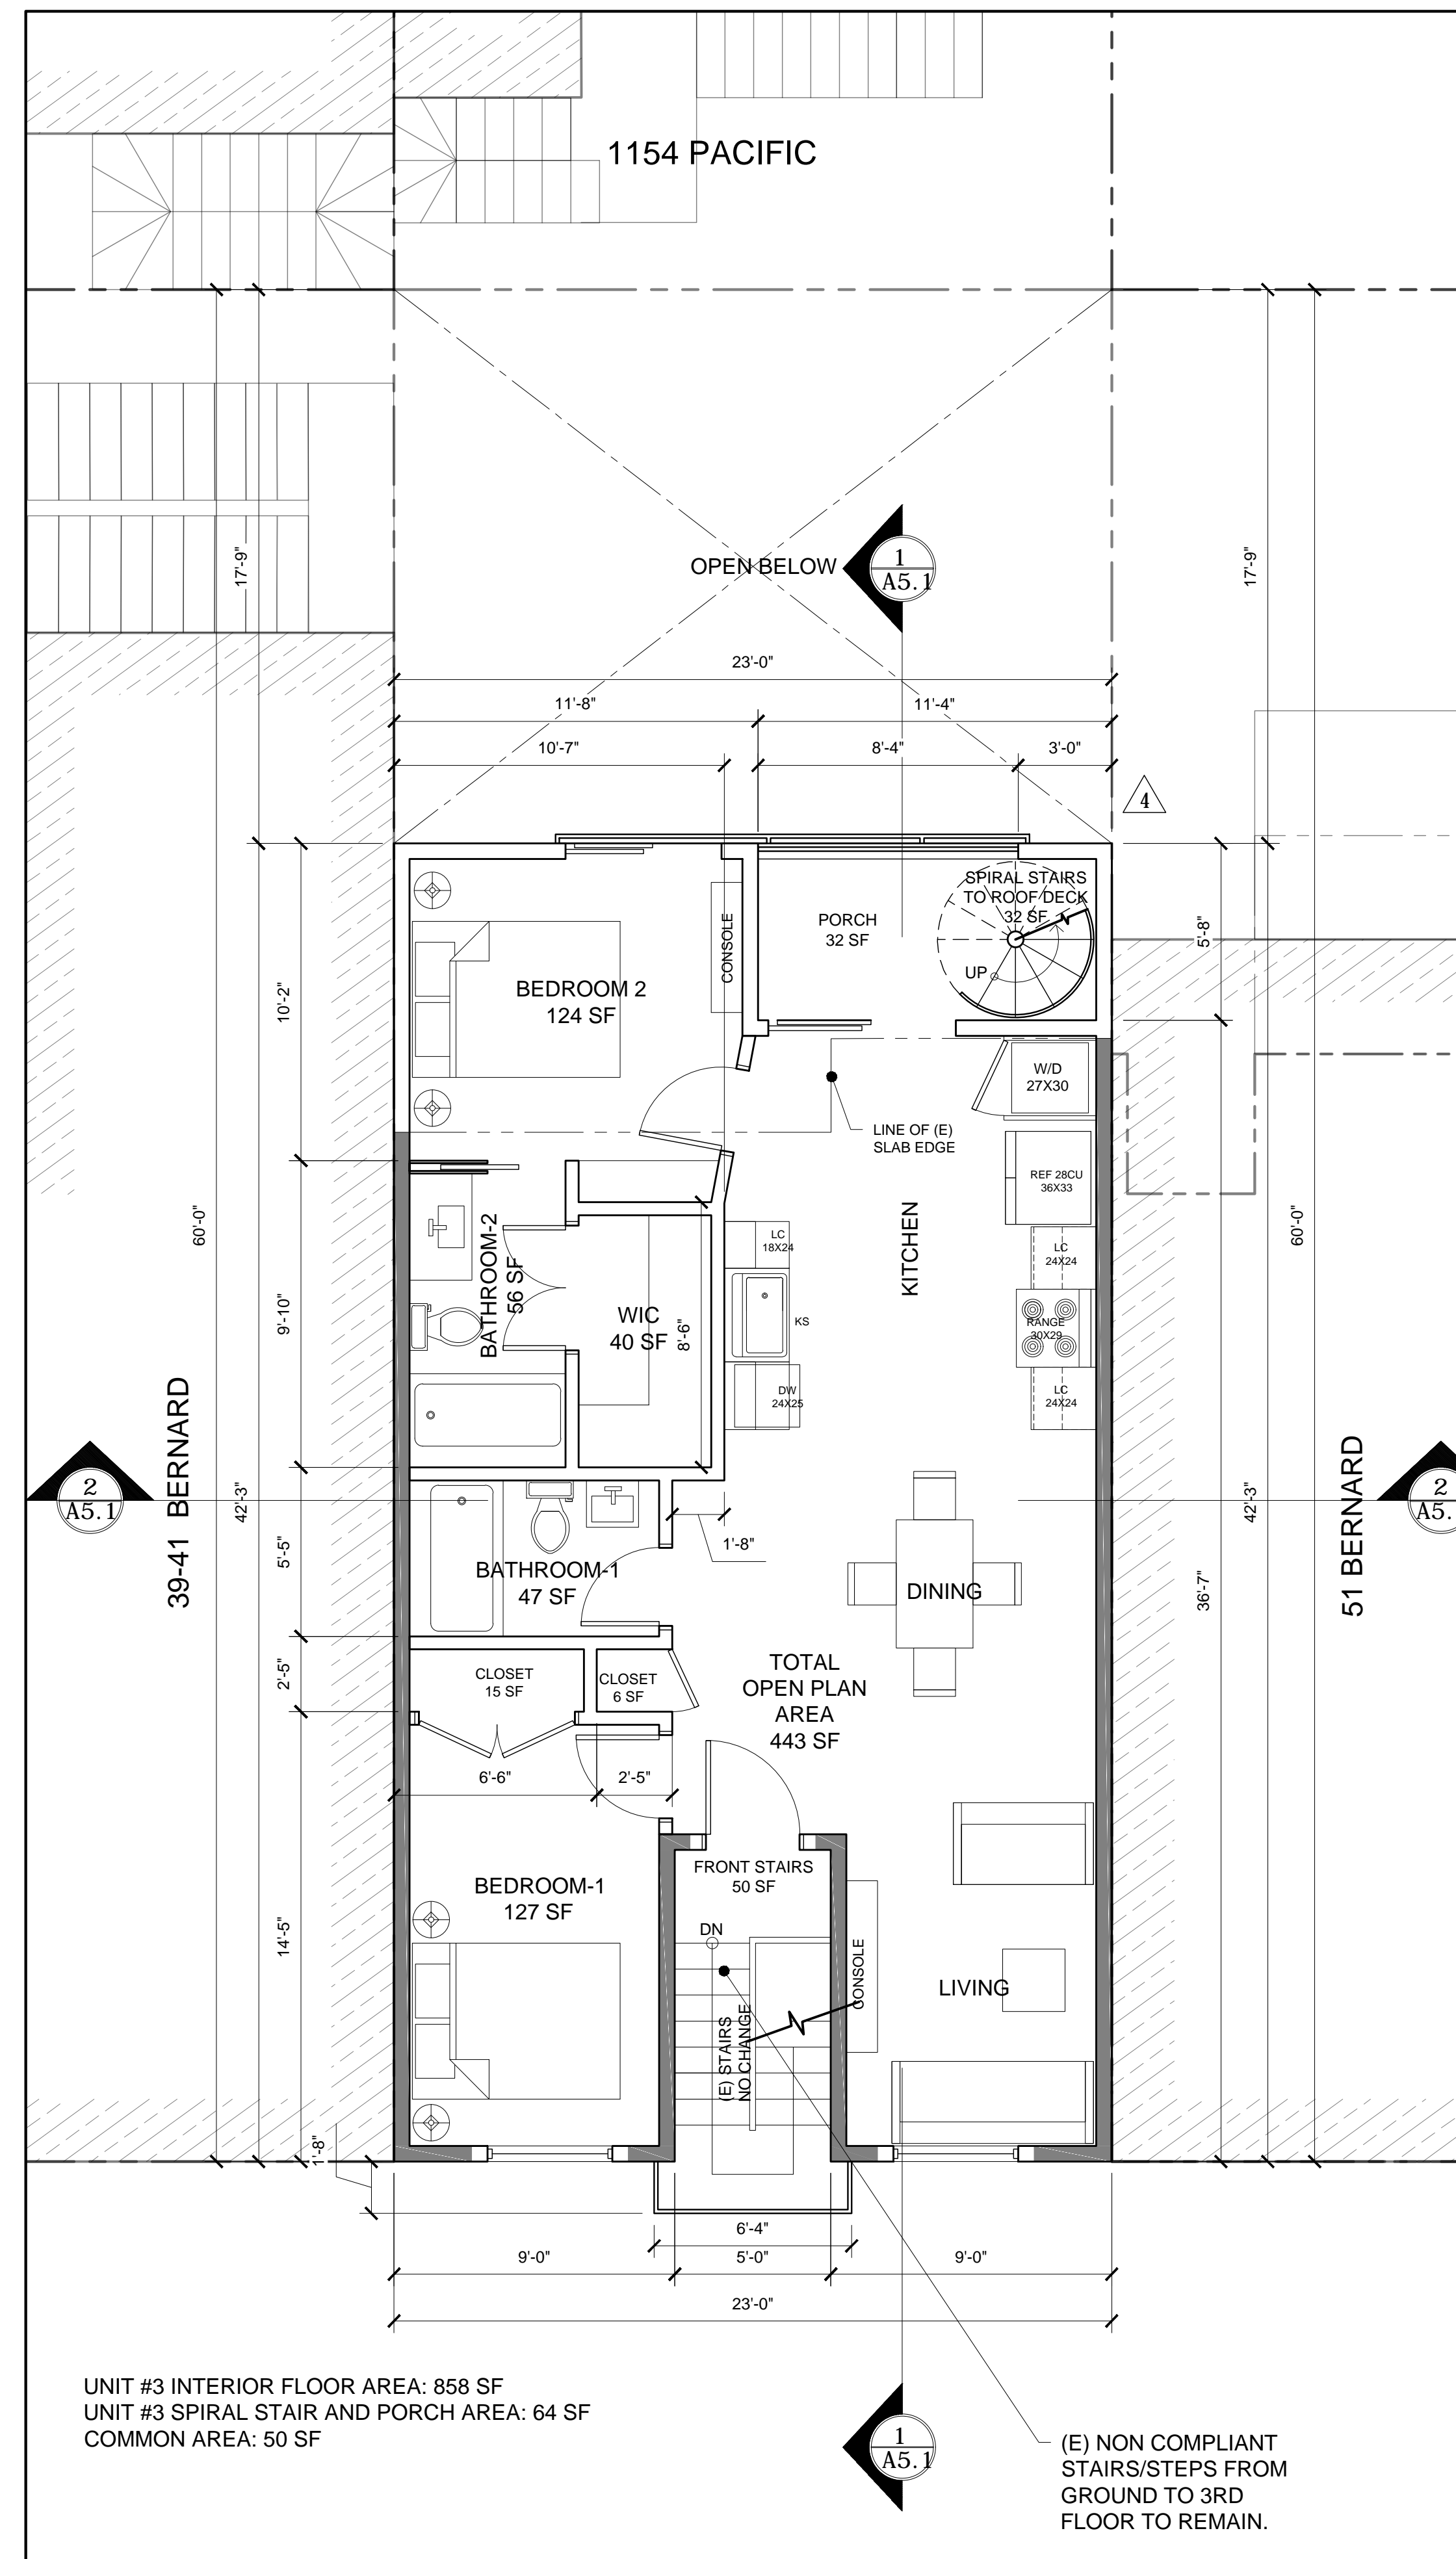 1154 PACIFIC
17'-9"
17'-9"
OPEN BELOW
1
A5.1
23'-0"
11'-8"
11'-4"
10'-7"
8'-4"
3'-0"
4
SPIRAL STAIRS
TO ROOF DECK
32 SF
PORCH
32 SF
UP
CONSOLE
5'-8"
BEDROOM 2
124 SF
10'-2"
W/D
27X30
LINE OF (E)
SLAB EDGE
REF 28CU
36X33
60'-0"
60'-0"
KITCHEN
BATHROOM-2
56 SF
LC
18X24
LC
24X24
WIC
40 SF
8'-6"
KS
RANGE
30X29
9'-10"
DW
24X25
LC
24X24
39-41 BERNARD
51 BERNARD
2
A5.1
2
A5.
42'-3"
42'-3"
1'-8"
5'-5"
BATHROOM-1
47 SF
DINING
36'-7"
2'-5"
CLOSET
15 SF
CLOSET
6 SF
TOTAL
OPEN PLAN
AREA
443 SF
6'-6"
2'-5"
FRONT STAIRS
50 SF
BEDROOM-1
127 SF
14'-5"
DN
CONSOLE
LIVING
(E) STAIRS
NO CHANGE
1'-8"
6'-4"
9'-0"
5'-0"
9'-0"
23'-0"
UNIT #3 INTERIOR FLOOR AREA: 858 SF
UNIT #3 SPIRAL STAIR AND PORCH AREA: 64 SF
COMMON AREA: 50 SF
1
A5.1
(E) NON COMPLIANT
STAIRS/STEPS FROM
GROUND TO 3RD
FLOOR TO REMAIN.